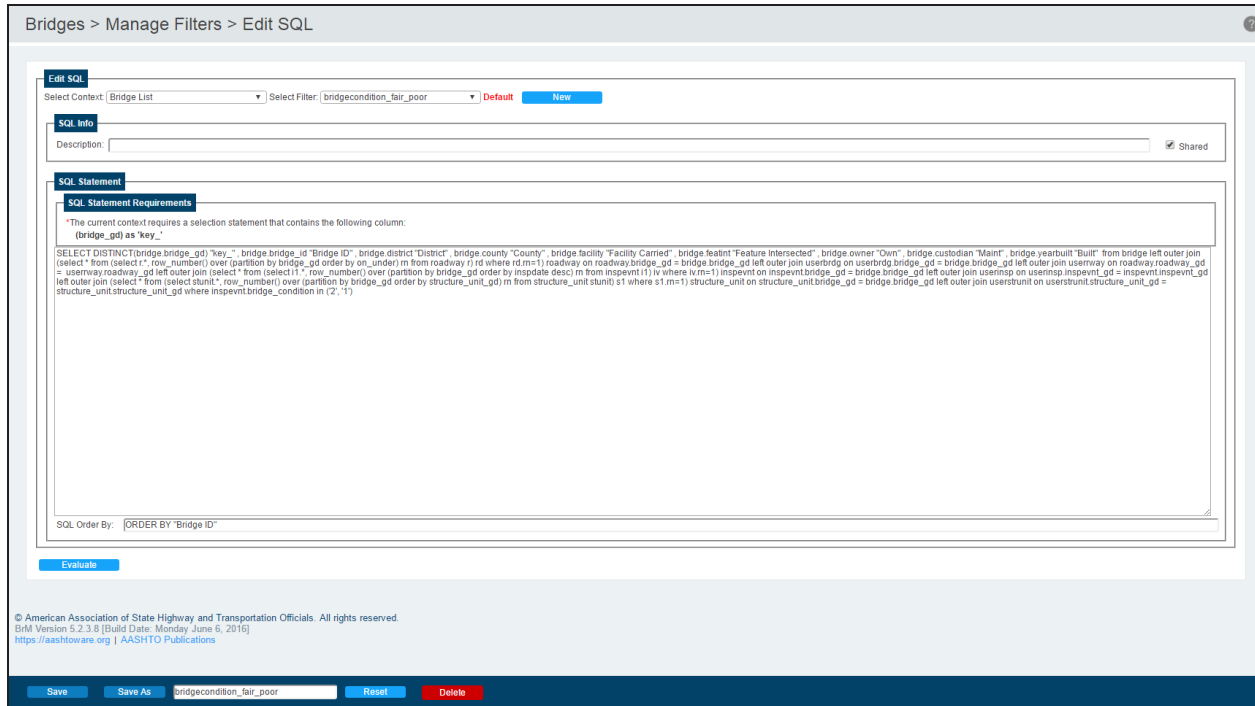 Bridges > Manage Filters > Edit SQL
?
Edit SQL
Select Context: Bridge List Select Filter: bridgecondition_fair_poor Default New
SQL Info
Description: Shared
SQL Statement
SQL Statement Requirements
*The current context requires a selection statement that contains the following column:
(bridge_gd) as 'key_'
SELECT DISTINCT(bridge.bridge_gd) "key_" , bridge.bridge_id "Bridge ID" , bridge.district "District" , bridge.county "County" , bridge.facility "Facility Carried" , bridge.featint "Feature Intersected" , bridge.owner "Own" , bridge.custodian "Maint" , bridge.yearbuilt "Built" from bridge left outer join
(select * from (select r.*, row_number() over (partition by bridge_gd order by on_under) rn from roadway r) rd where rd.rn=1) roadway on roadway.bridge_gd = bridge.bridge_gd left outer join userbrdg on userbrdg.bridge_gd = bridge.bridge_gd left outer join userrway on roadway.roadway_gd
= userrway.roadway_gd left outer join (select * from (select i1.*, row_number() over (partition by bridge_gd order by inspdate desc) rn from inspevnt i1) iv where iv.rn=1) inspevnt on inspevnt.bridge_gd = bridge.bridge_gd left outer join userinsp on userinsp.inspevnt_gd = inspevnt.inspevnt_gd
left outer join (select * from (select stunit.*, row_number() over (partition by bridge_gd order by structure_unit_gd) rn from structure_unit stunit) s1 where s1.rn=1) structure_unit on structure_unit.bridge_gd = bridge.bridge_gd left outer join userstrunit on userstrunit.structure_unit_gd =
structure_unit.structure_unit_gd where inspevnt.bridge_condition in ('2', '1')
SQL Order By: ORDER BY "Bridge ID"
Evaluate
© American Association of State Highway and Transportation Officials. All rights reserved.
BrM Version 5.2.3.8 [Build Date: Monday June 6, 2016]
https://aashtoware.org | AASHTO Publications
Save Save As bridgecondition_fair_poor Reset Delete